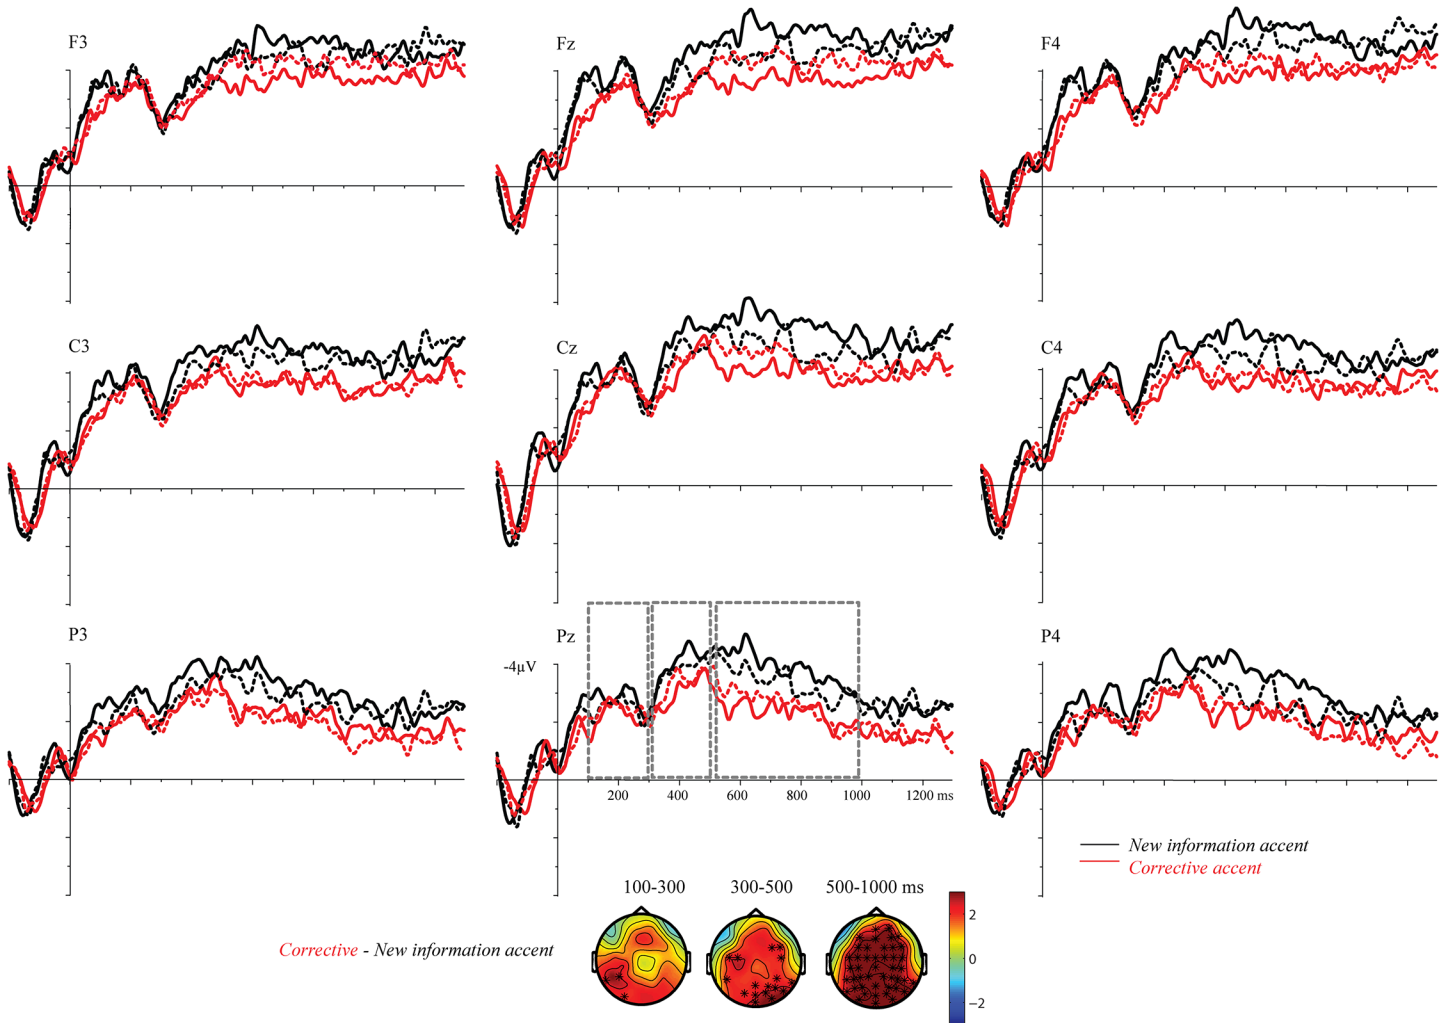 F3
Fz
F4
C3
Cz
C4
P3
Pz
P4
-4µV
200
400
600
800
1000
1200 ms
New information accent
Corrective accent
100-300
300-500
500-1000 ms
Corrective - New information accent
2
0
−2